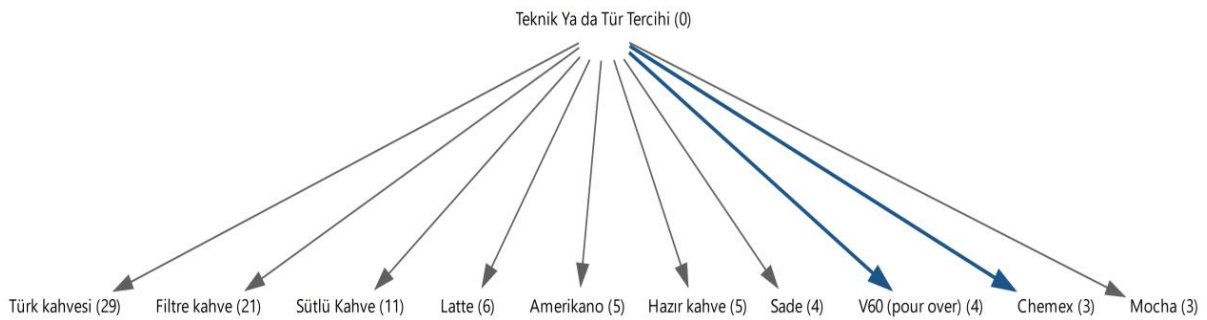 Teknik Ya da Tür Tercihi (0)
Türk kahvesi (29) Filtre kahve (21) Sütlü Kahve (11) Latte (6) Amerikano (5) Hazır kahve (5) Sade (4) V60 (pour over) (4) Chemex (3) Mocha (3)